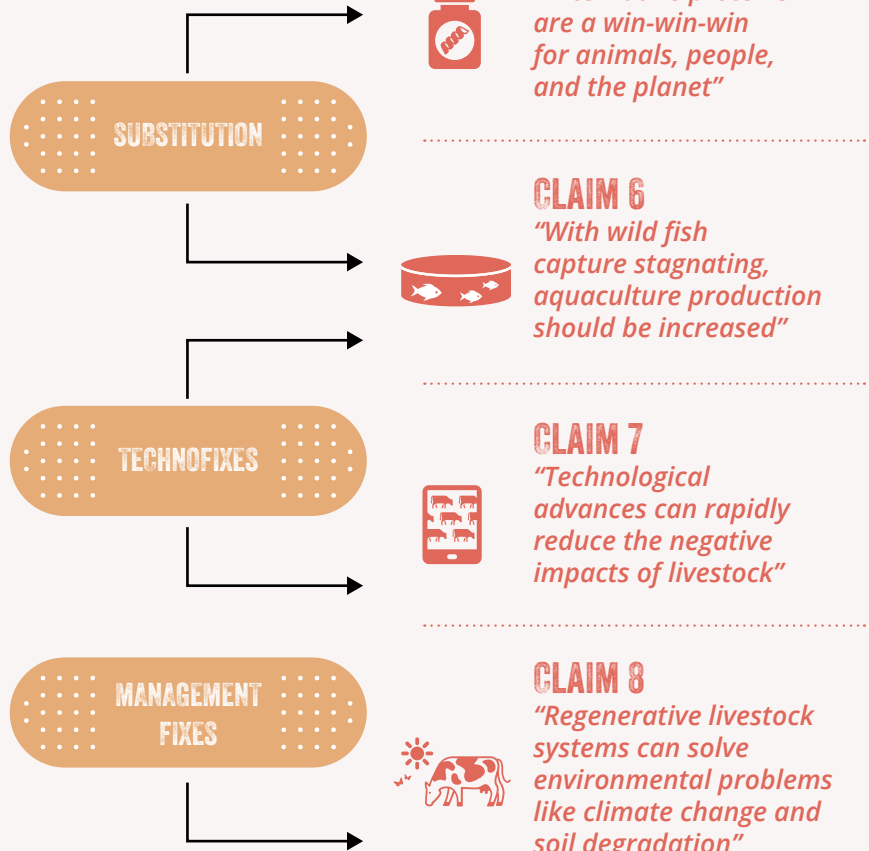 are a win-win-win
for animals, people,
and the planet”
SUBSTITUTION
CLAIM 6
“With wild fish
capture stagnating,
aquaculture production
should be increased”
TECHNOFIXES
CLAIM 7
“Technological
advances can rapidly
reduce the negative
impacts of livestock”
MANAGEMENT
FIXES
CLAIM 8
“Regenerative livestock
systems can solve
environmental problems
like climate change and
soil degradation”